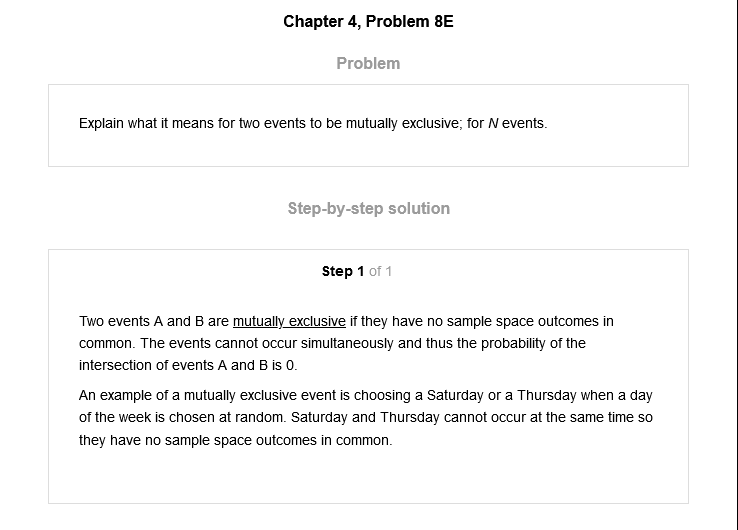 Chapter 4, Problem 8E
Problem
Explain what it means for two events to be mutually exclusive; for N events.
Step-by-step solution
Step 1 of 1
Two events A and B are mutually exclusive if they have no sample space outcomes in
common. The events cannot occur simultaneously and thus the probability of the
intersection of events A and B is 0.
An example of a mutually exclusive event is choosing a Saturday or a Thursday when a day
of the week is chosen at random. Saturday and Thursday cannot occur at the same time so
they have no sample space outcomes in common.